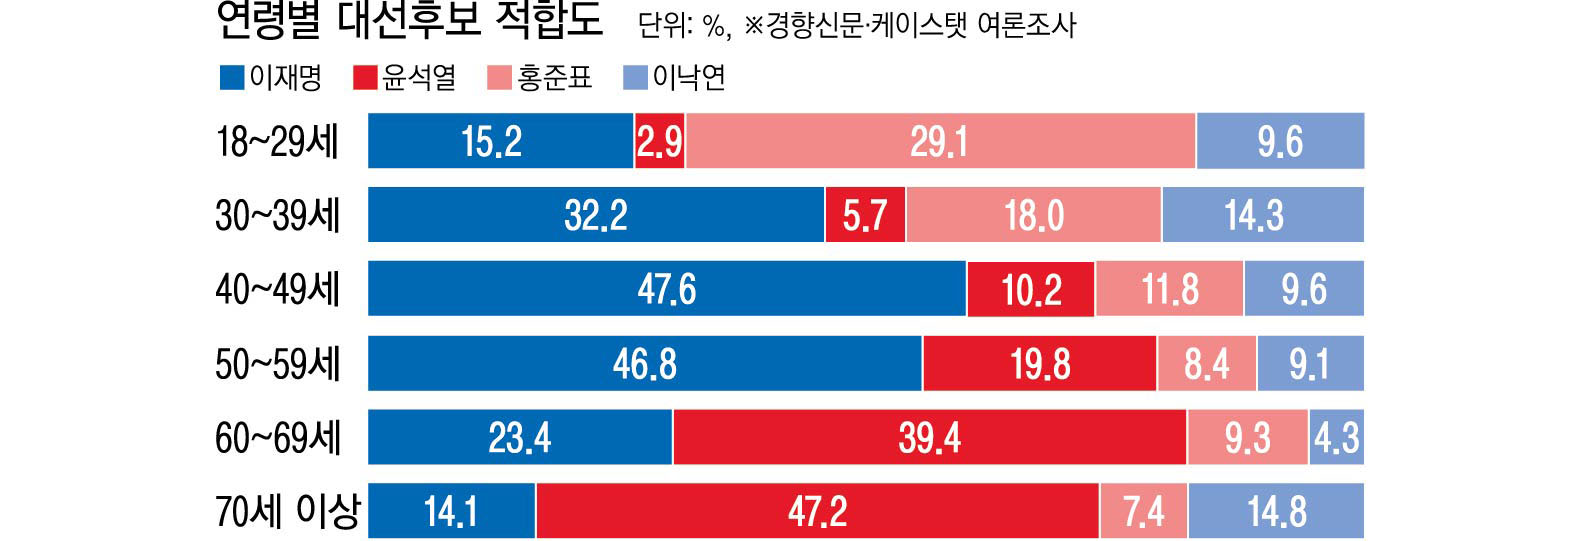 연령별 대선후보 적합도 단위: %, ※경향신문·케이스탯 여론조사
이재명 윤석열 홍준표 이낙연
18~29세 15.2 2.9 29.1 9.6
30~39세 32.2 5.7 18.0 14.3
40~49세 47.6 10.2 11.8 9.6
50~59세 46.8 19.8 8.4 9.1
60~69세 23.4 39.4 9.3 4.3
70세 이상 14.1 47.2 7.4 14.8